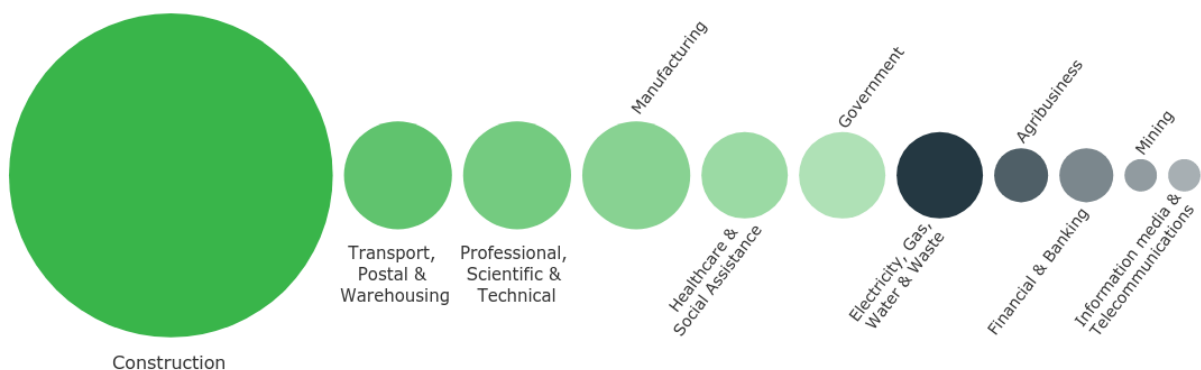 Construction
Transport,
Postal &
Warehousing
Professional,
Scientific &
Technical
Manufacturing
Healthcare &
Social Assistance
Government
Electricity, Gas,
Water & Waste
Agribusiness
Financial & Banking
Mining
Information media &
Telecommunications